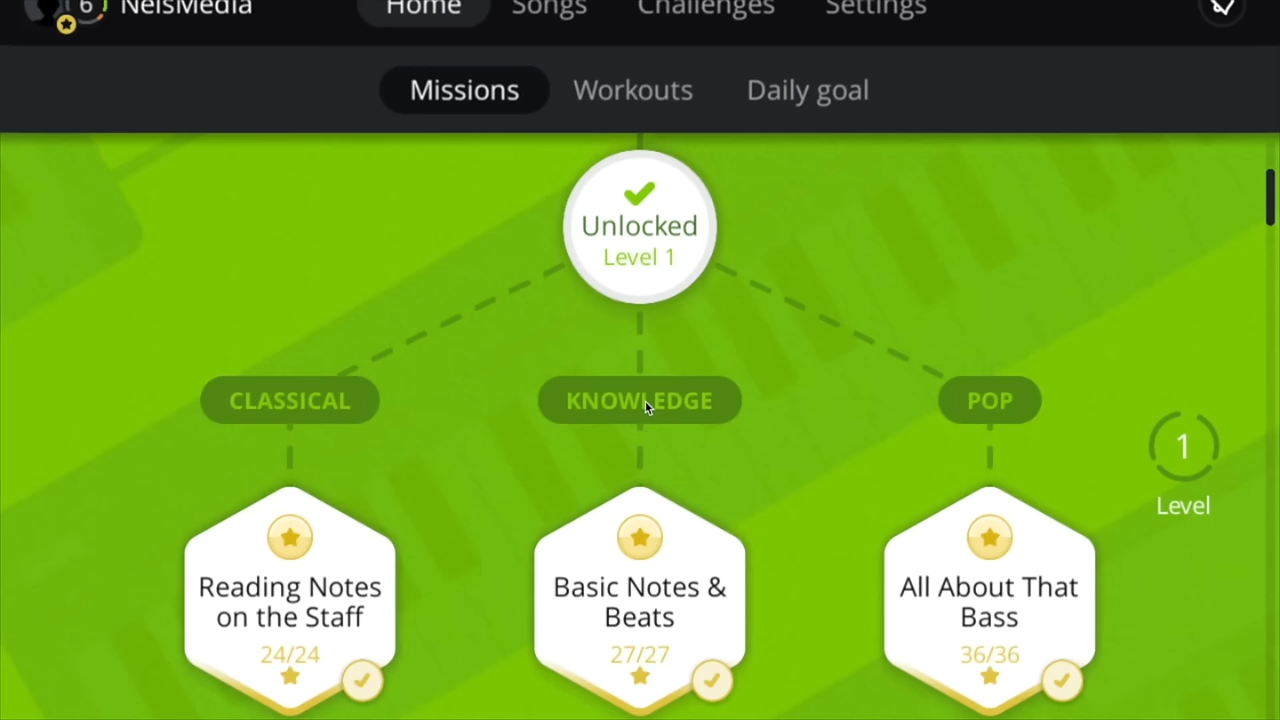 6 NelsMedia Home Songs Challenges Settings
Missions Workouts Daily goal
Unlocked
Level 1
CLASSICAL KNOWLEDGE POP
1
Level
Reading Notes
on the Staff
24/24
Basic Notes &
Beats
27/27
All About That
Bass
36/36